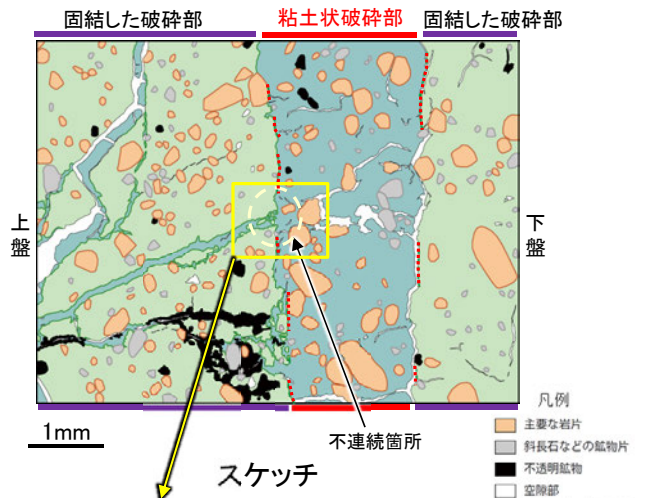 固結した破砕部
粘土状破砕部
固結した破砕部
上盤
下盤
不連続箇所
1mm
スケッチ
凡例
主要な岩片
斜長石などの鉱物片
不透明鉱物
空隙部